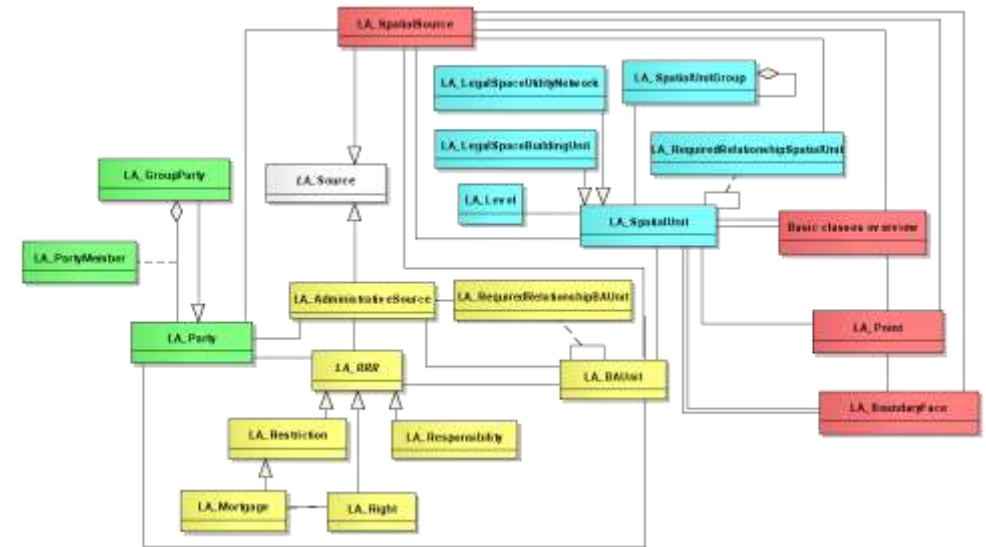 LA_SpatialSource
LA_LegalSpaceUtilityNetwork
LA_SpatialUnitGroup
LA_LegalSpaceBuildingUnit
LA_RequiredRelationshipSpatialUnit
LA_GroupParty
LA_Source
LA_Level
LA_SpatialUnit
Basic classes overview
LA_PartyMember
LA_AdministrativeSource
LA_RequiredRelationshipBAUnit
LA_Party
LA_Point
LA_RRR
LA_BAUnit
LA_BoundaryFace
LA_Restriction
LA_Responsibility
LA_Mortgage
LA_Right